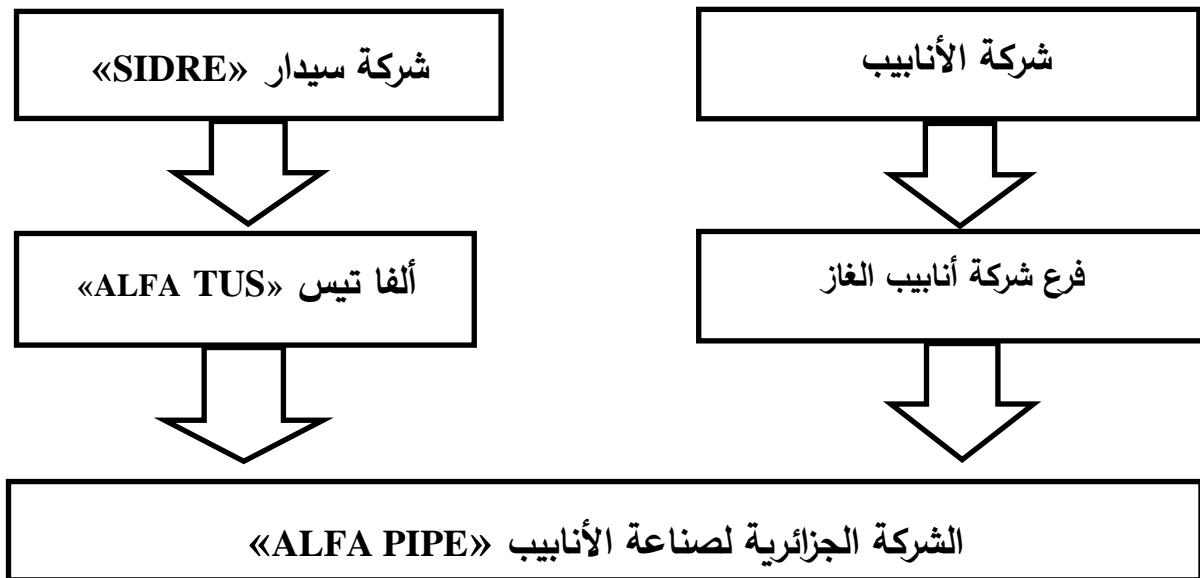 شركة الأنابيب
شركة سيدار «SIDRE»
فرع شركة أنابيب الغاز
ألفا تيس «ALFA TUS»
الشركة الجزائرية لصناعة الأنابيب «ALFA PIPE»